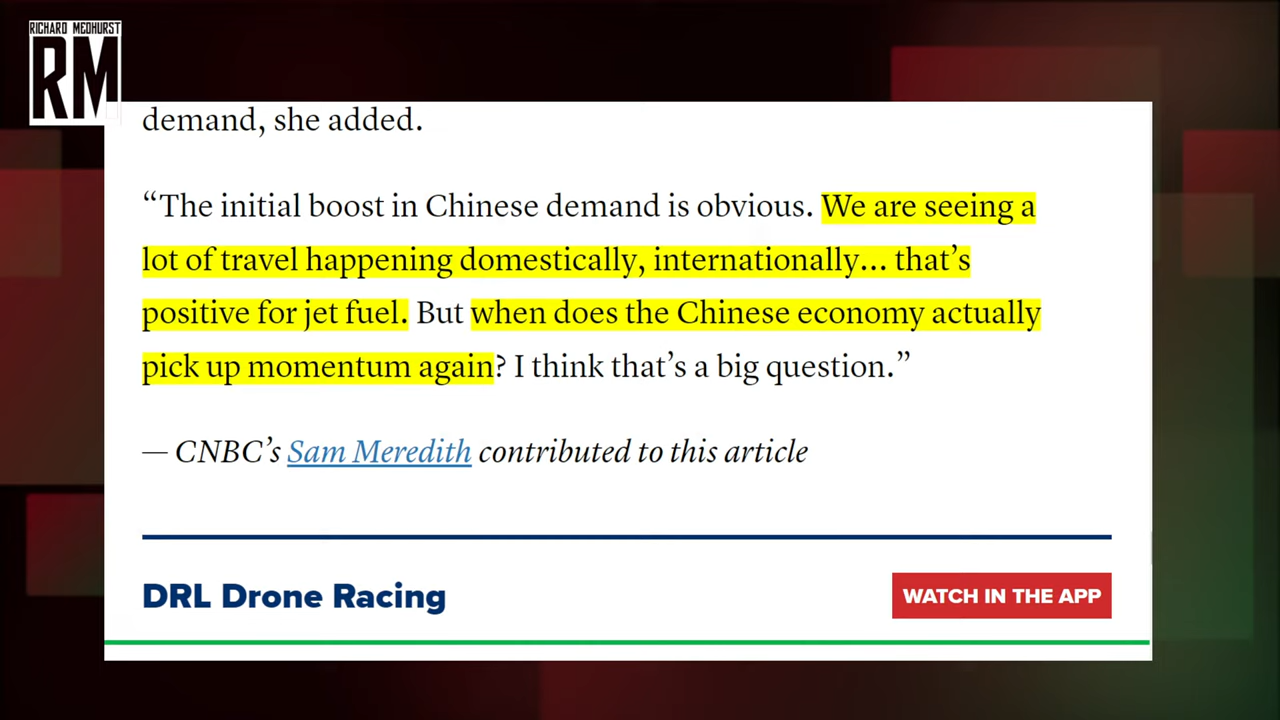 RICHARD MEDHURST
RM
demand, she added.
“The initial boost in Chinese demand is obvious. We are seeing a
lot of travel happening domestically, internationally… that’s
positive for jet fuel. But when does the Chinese economy actually
pick up momentum again? I think that’s a big question.”
— CNBC’s Sam Meredith contributed to this article
DRL Drone Racing
WATCH IN THE APP